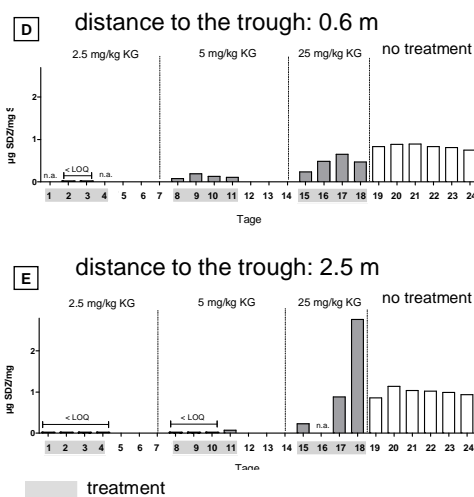 D distance to the trough: 0.6 m
2.5 mg/kg KG 5 mg/kg KG 25 mg/kg KG no treatment
µg SDZ/mg S
2
1
0
n.a. < LOQ n.a.
1 2 3 4 5 6 7 8 9 10 11 12 13 14 15 16 17 18 19 20 21 22 23 24
Tage
E distance to the trough: 2.5 m
2.5 mg/kg KG 5 mg/kg KG 25 mg/kg KG no treatment
µg SDZ/mg
2
1
0
< LOQ < LOQ n.a.
1 2 3 4 5 6 7 8 9 10 11 12 13 14 15 16 17 18 19 20 21 22 23 24
Tage
treatment